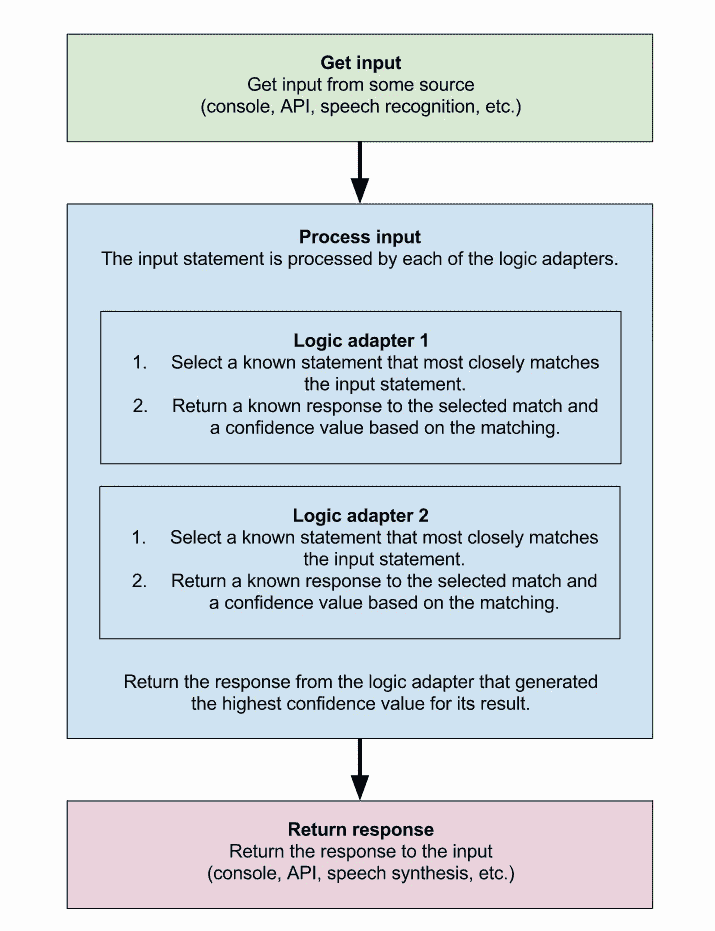 Get input
Get input from some source
(console, API, speech recognition, etc.)
Process input
The input statement is processed by each of the logic adapters.
Logic adapter 1
1. Select a known statement that most closely matches
the input statement.
2. Return a known response to the selected match and
a confidence value based on the matching.
Logic adapter 2
1. Select a known statement that most closely matches
the input statement.
2. Return a known response to the selected match and
a confidence value based on the matching.
Return the response from the logic adapter that generated
the highest confidence value for its result.
Return response
Return the response to the input
(console, API, speech synthesis, etc.)